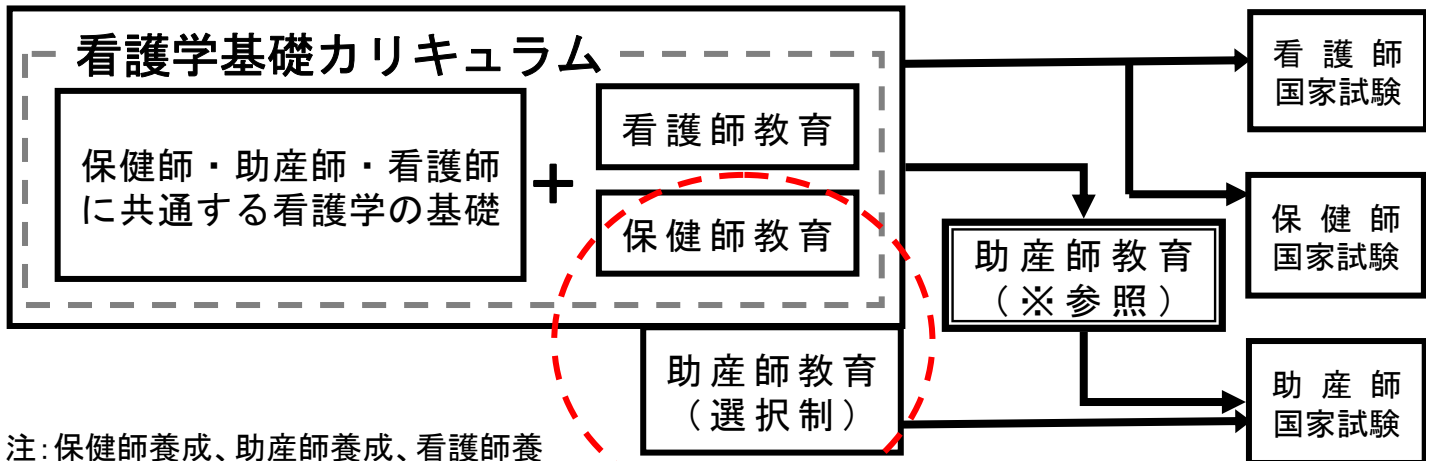 看護学基礎カリキュラム
保健師・助産師・看護師
に共通する看護学の基礎
+
看護師教育
保健師教育
助産師教育
（選択制）
助産師教育
（※参照）
看護師
国家試験
保健師
国家試験
助産師
国家試験
注：保健師養成、助産師養成、看護師養